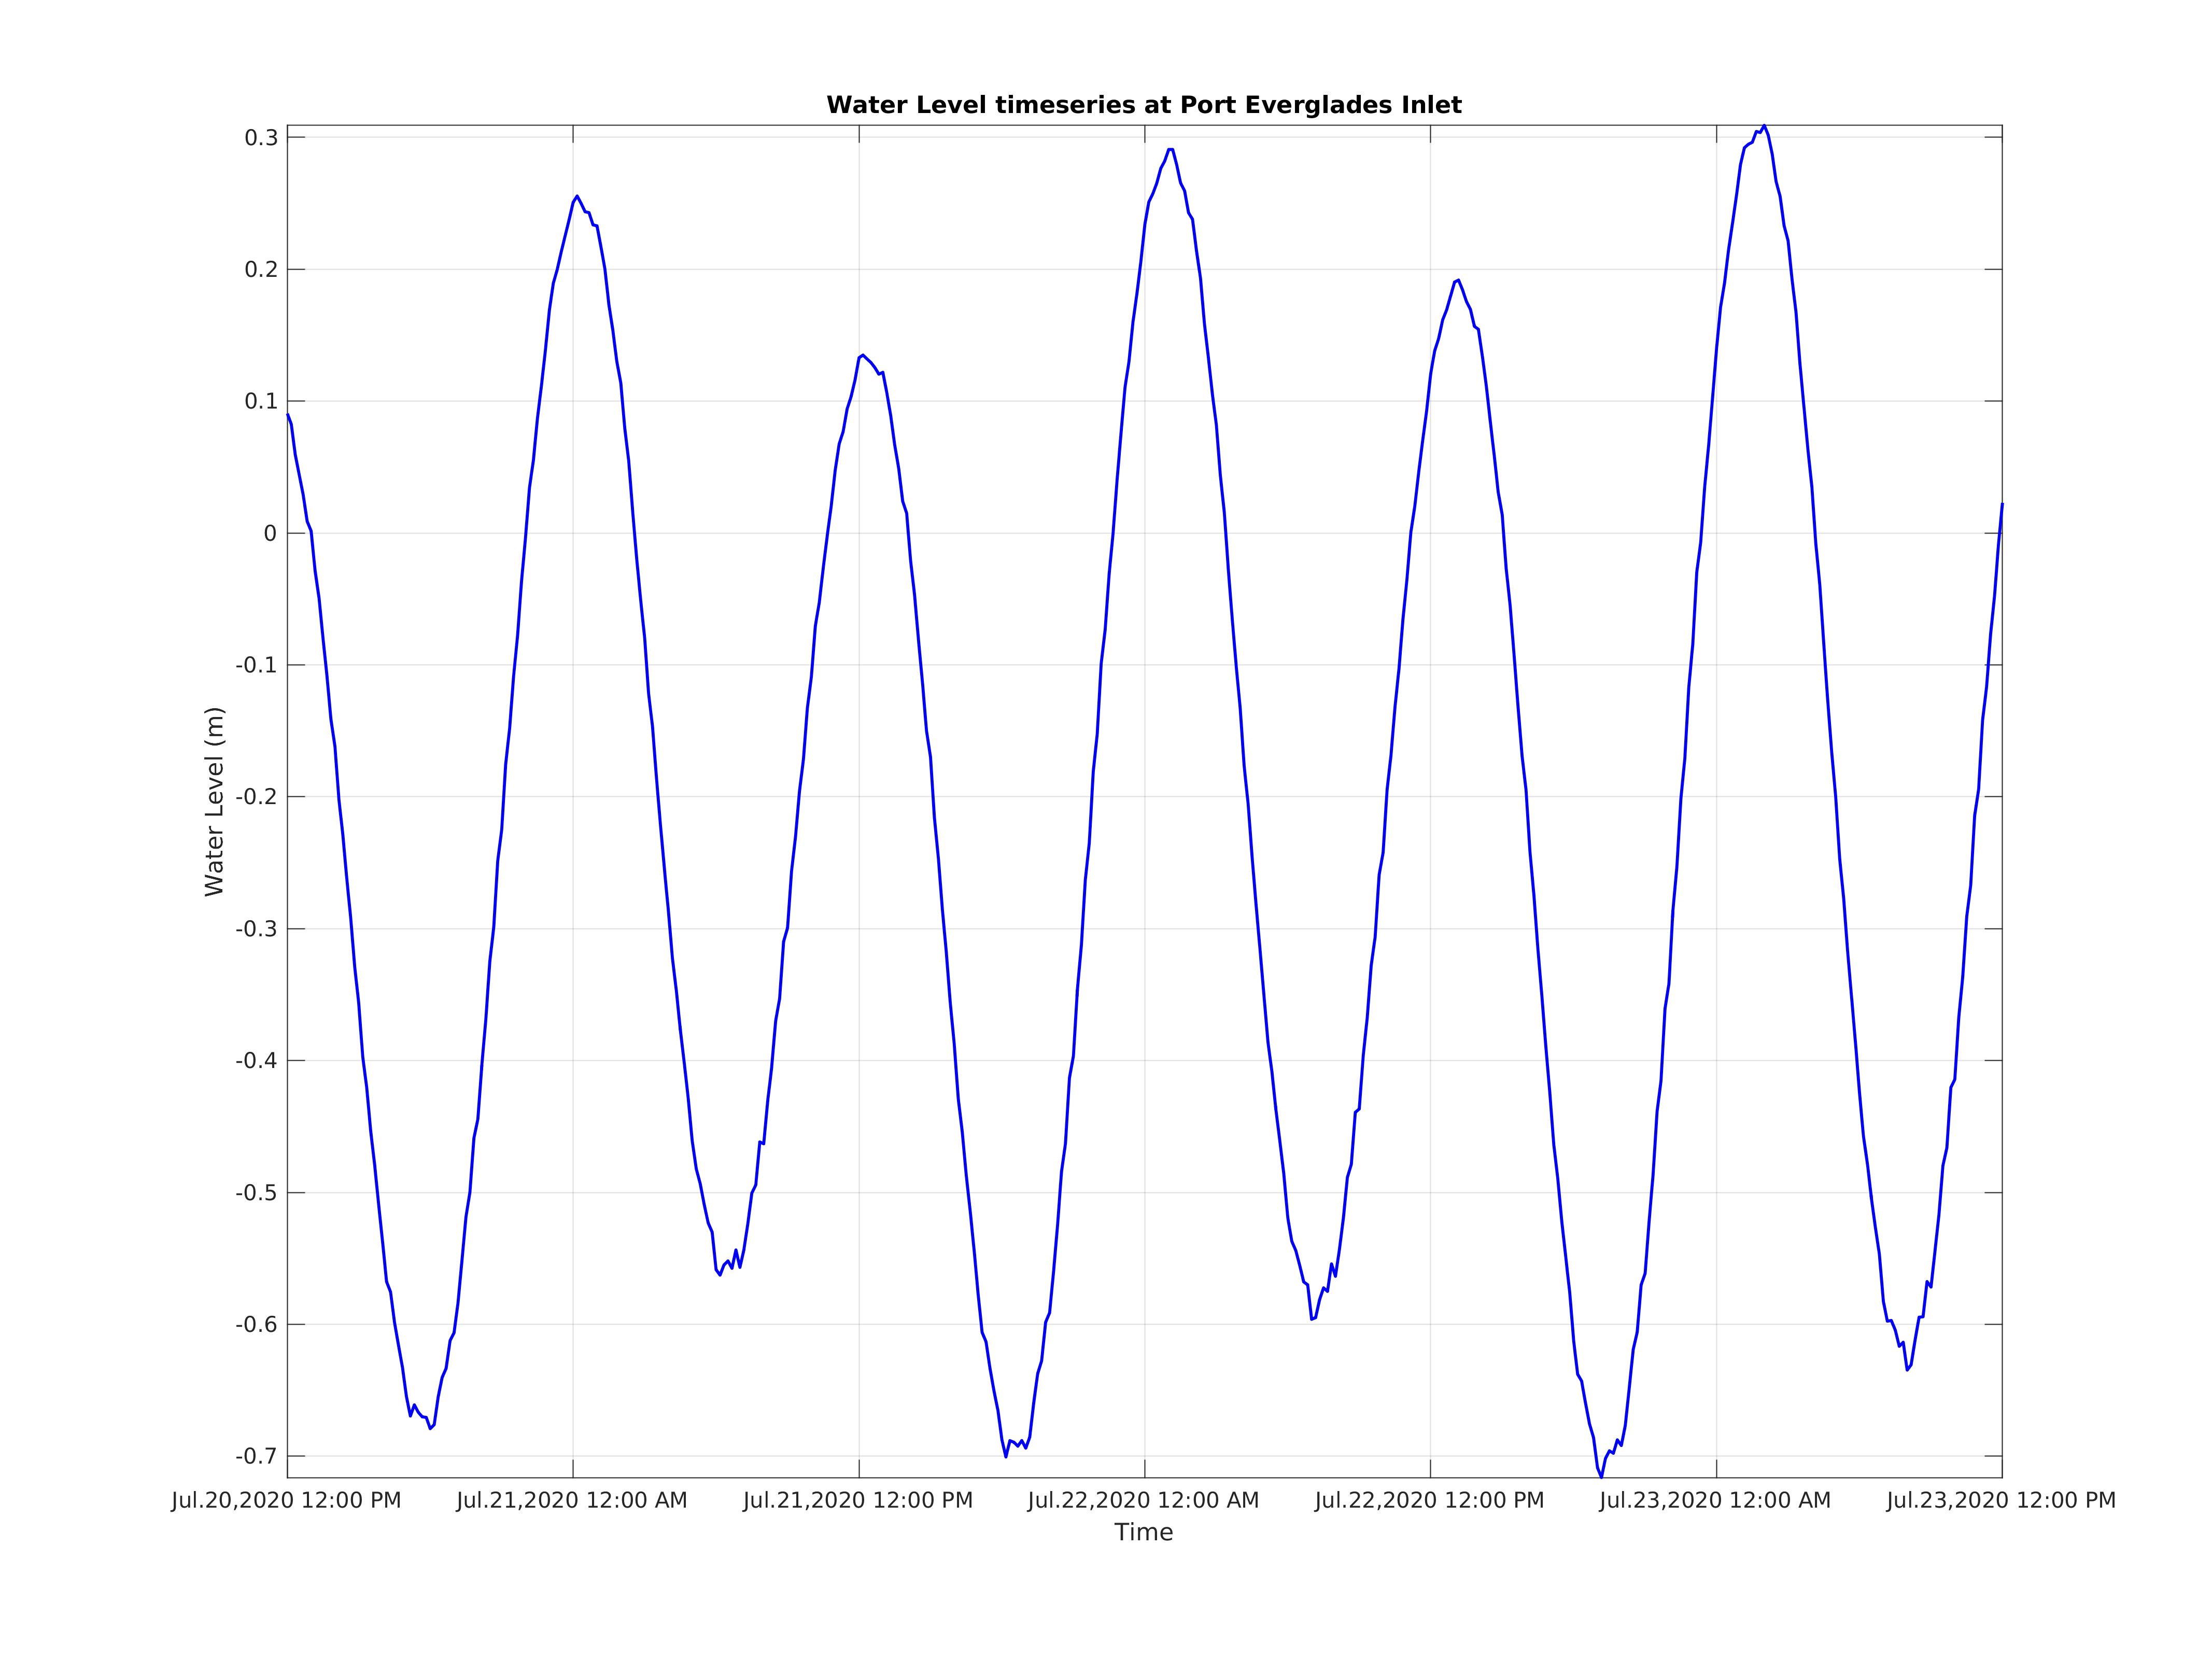 Water Level timeseries at Port Everglades Inlet
0.3
0.2
0.1
0
-0.1
-0.2
-0.3
-0.4
-0.5
-0.6
-0.7
Water Level (m)
Jul.20,2020 12:00 PM
Jul.21,2020 12:00 AM
Jul.21,2020 12:00 PM
Jul.22,2020 12:00 AM
Jul.22,2020 12:00 PM
Jul.23,2020 12:00 AM
Jul.23,2020 12:00 PM
Time